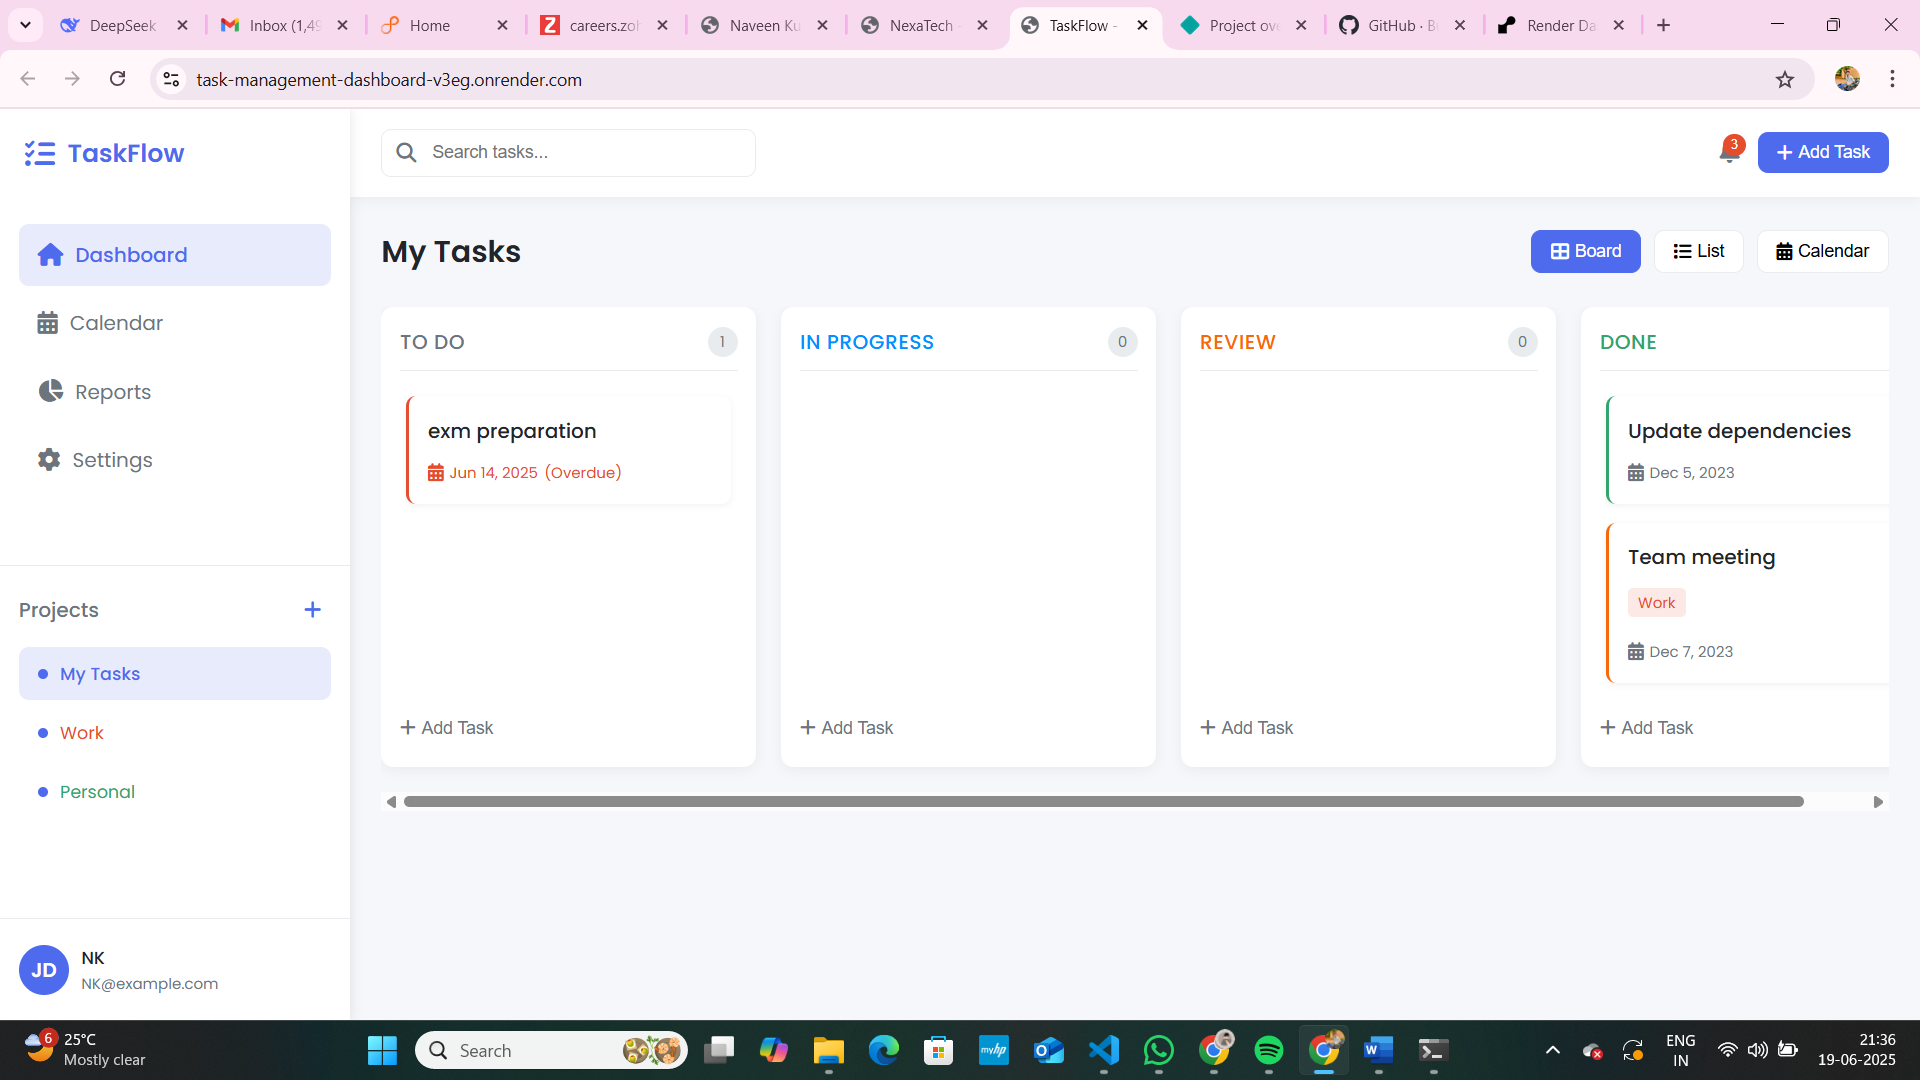 DeepSeek
Inbox (1,49
Home
careers.zoh
Naveen Ku
NexaTech -
TaskFlow -
Project ove
GitHub · B
Render Da
task-management-dashboard-v3eg.onrender.com
TaskFlow
Search tasks...
3
Add Task
Dashboard
Calendar
Reports
Settings
My Tasks
Board
List
Calendar
TO DO
1
exm preparation
Jun 14, 2025 (Overdue)
+ Add Task
IN PROGRESS
0
+ Add Task
REVIEW
0
+ Add Task
DONE
Update dependencies
Dec 5, 2023
Team meeting
Work
Dec 7, 2023
+ Add Task
Projects
+
My Tasks
Work
Personal
JD
NK
NK@example.com
6
25°C
Mostly clear
Search
myhp
ENG
IN
21:36
19-06-2025